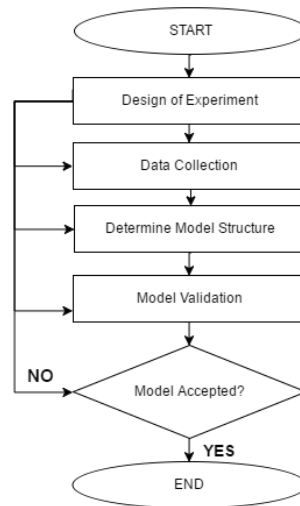 START
Design of Experiment
Data Collection
Determine Model Structure
Model Validation
NO
Model Accepted?
YES
END